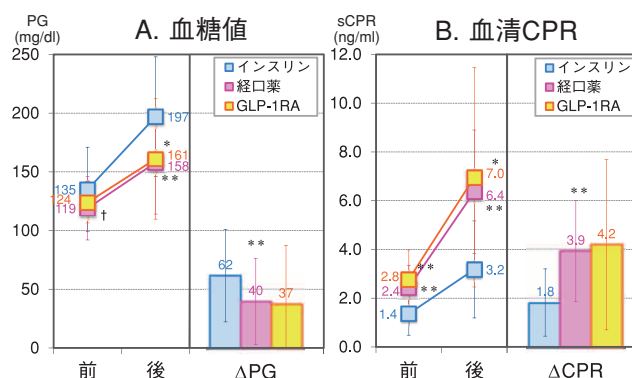 PG
(mg/dl)
A. 血糖値
250
200
150
100
50
0
インスリン
経口薬
GLP-1RA
197
*
161
158
**
135
124
119
†
62
**
40
37
前
後
ΔPG
sCPR
(ng/ml)
B. 血清CPR
12.0
10.0
8.0
6.0
4.0
2.0
0.0
インスリン
経口薬
GLP-1RA
*
7.0
6.4
**
2.8
**
2.4
**
1.4
3.2
1.8
**
3.9
4.2
前
後
ΔCPR